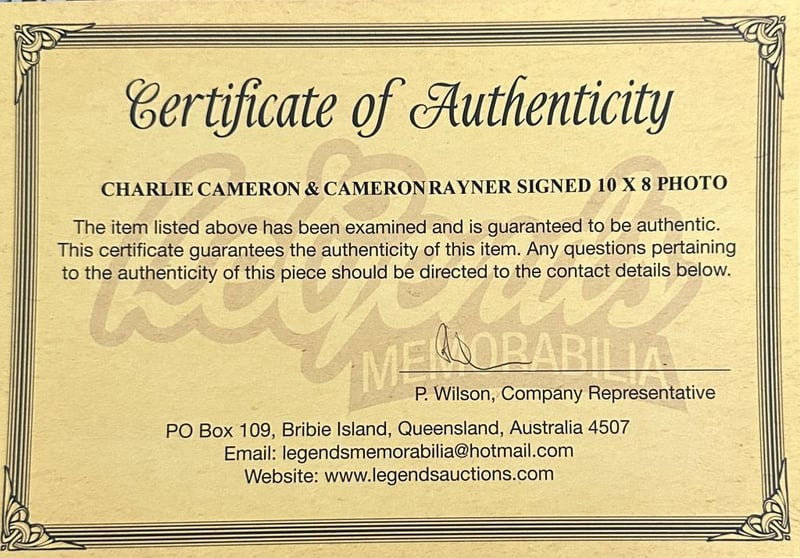 Certificate of Authenticity
CHARLIE CAMERON & CAMERON RAYNER SIGNED 10 X 8 PHOTO
The item listed above has been examined and is guaranteed to be authentic.
This certificate guarantees the authenticity of this item. Any questions pertaining
to the authenticity of this piece should be directed to the contact details below.
Legends
MEMORABILIA
P. Wilson, Company Representative
PO Box 109, Bribie Island, Queensland, Australia 4507
Email: legendsmemorabilia@hotmail.com
Website: www.legendsauctions.com